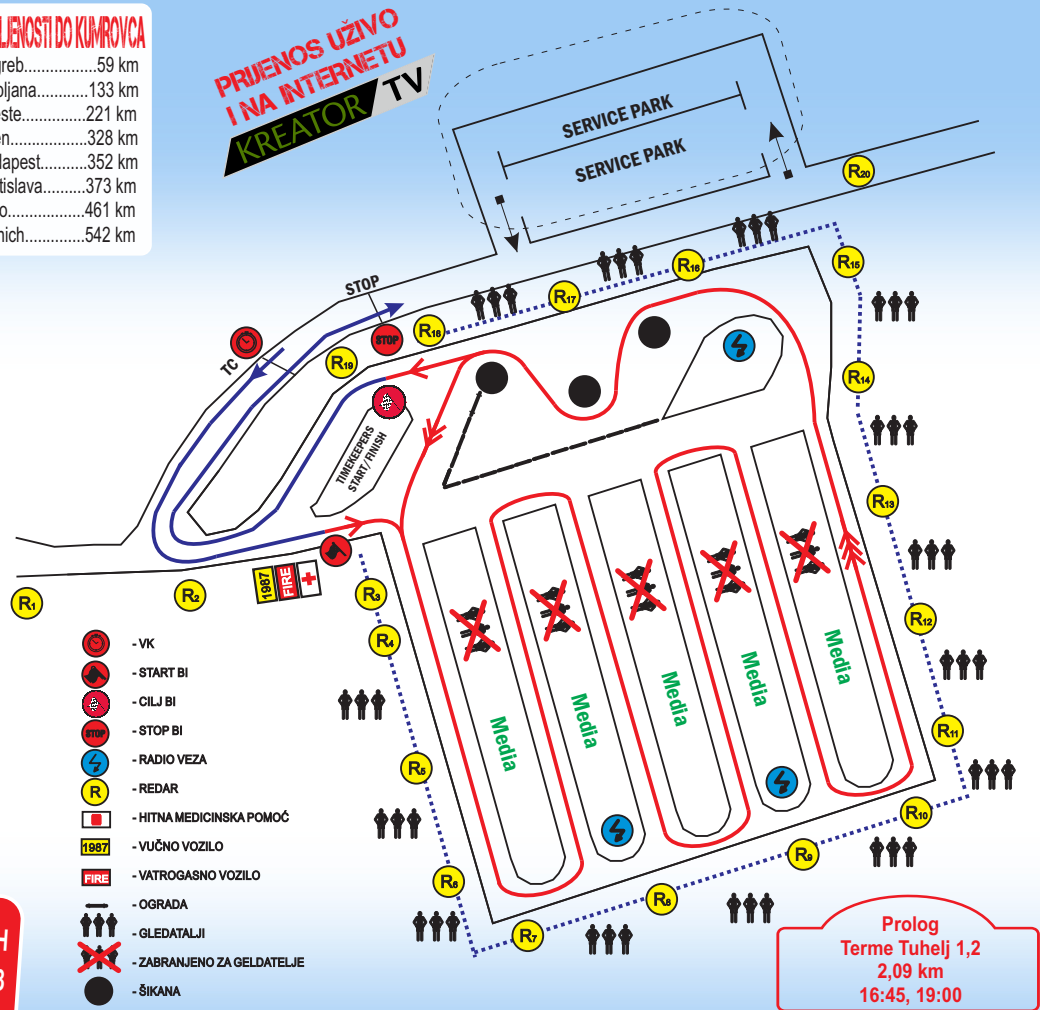 LJENOSTI DO KUMROVCA
greb.................59 km
bljana............133 km
este...............221 km
en...................328 km
dapest............352 km
tislava..........373 km
o...................461 km
nich...............542 km
PRIJENOS UŽIVO
I NA INTERNETU
KREATOR TV
SERVICE PARK
SERVICE PARK
R20
R15
R16
R17
STOP
STOP
R18
R19
TC
R14
TIMEKEEPERS
START/FINISH
R13
R1
R2
1987
FIRE
R3
R4
R12
Media
Media
Media
Media
Media
R11
R5
R10
R9
R6
R8
R7
- VK
- START BI
- CILJ BI
STOP - STOP BI
- RADIO VEZA
R - REDAR
- HITNA MEDICINSKA POMOĆ
1987 - VUČNO VOZILO
FIRE - VATROGASNO VOZILO
- OGRADA
- GLEDATALJI
- ZABRANJENO ZA GELDATELJE
- ŠIKANA
H
Prolog
Terme Tuhelj 1,2
2,09 km
16:45, 19:00